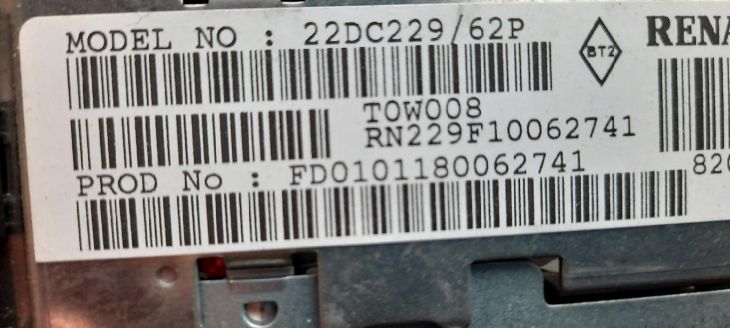 MODEL NO : 22DC229/62P
BT2
RENA
T0W008
RN229F10062741
PROD No : FD0101180062741
820